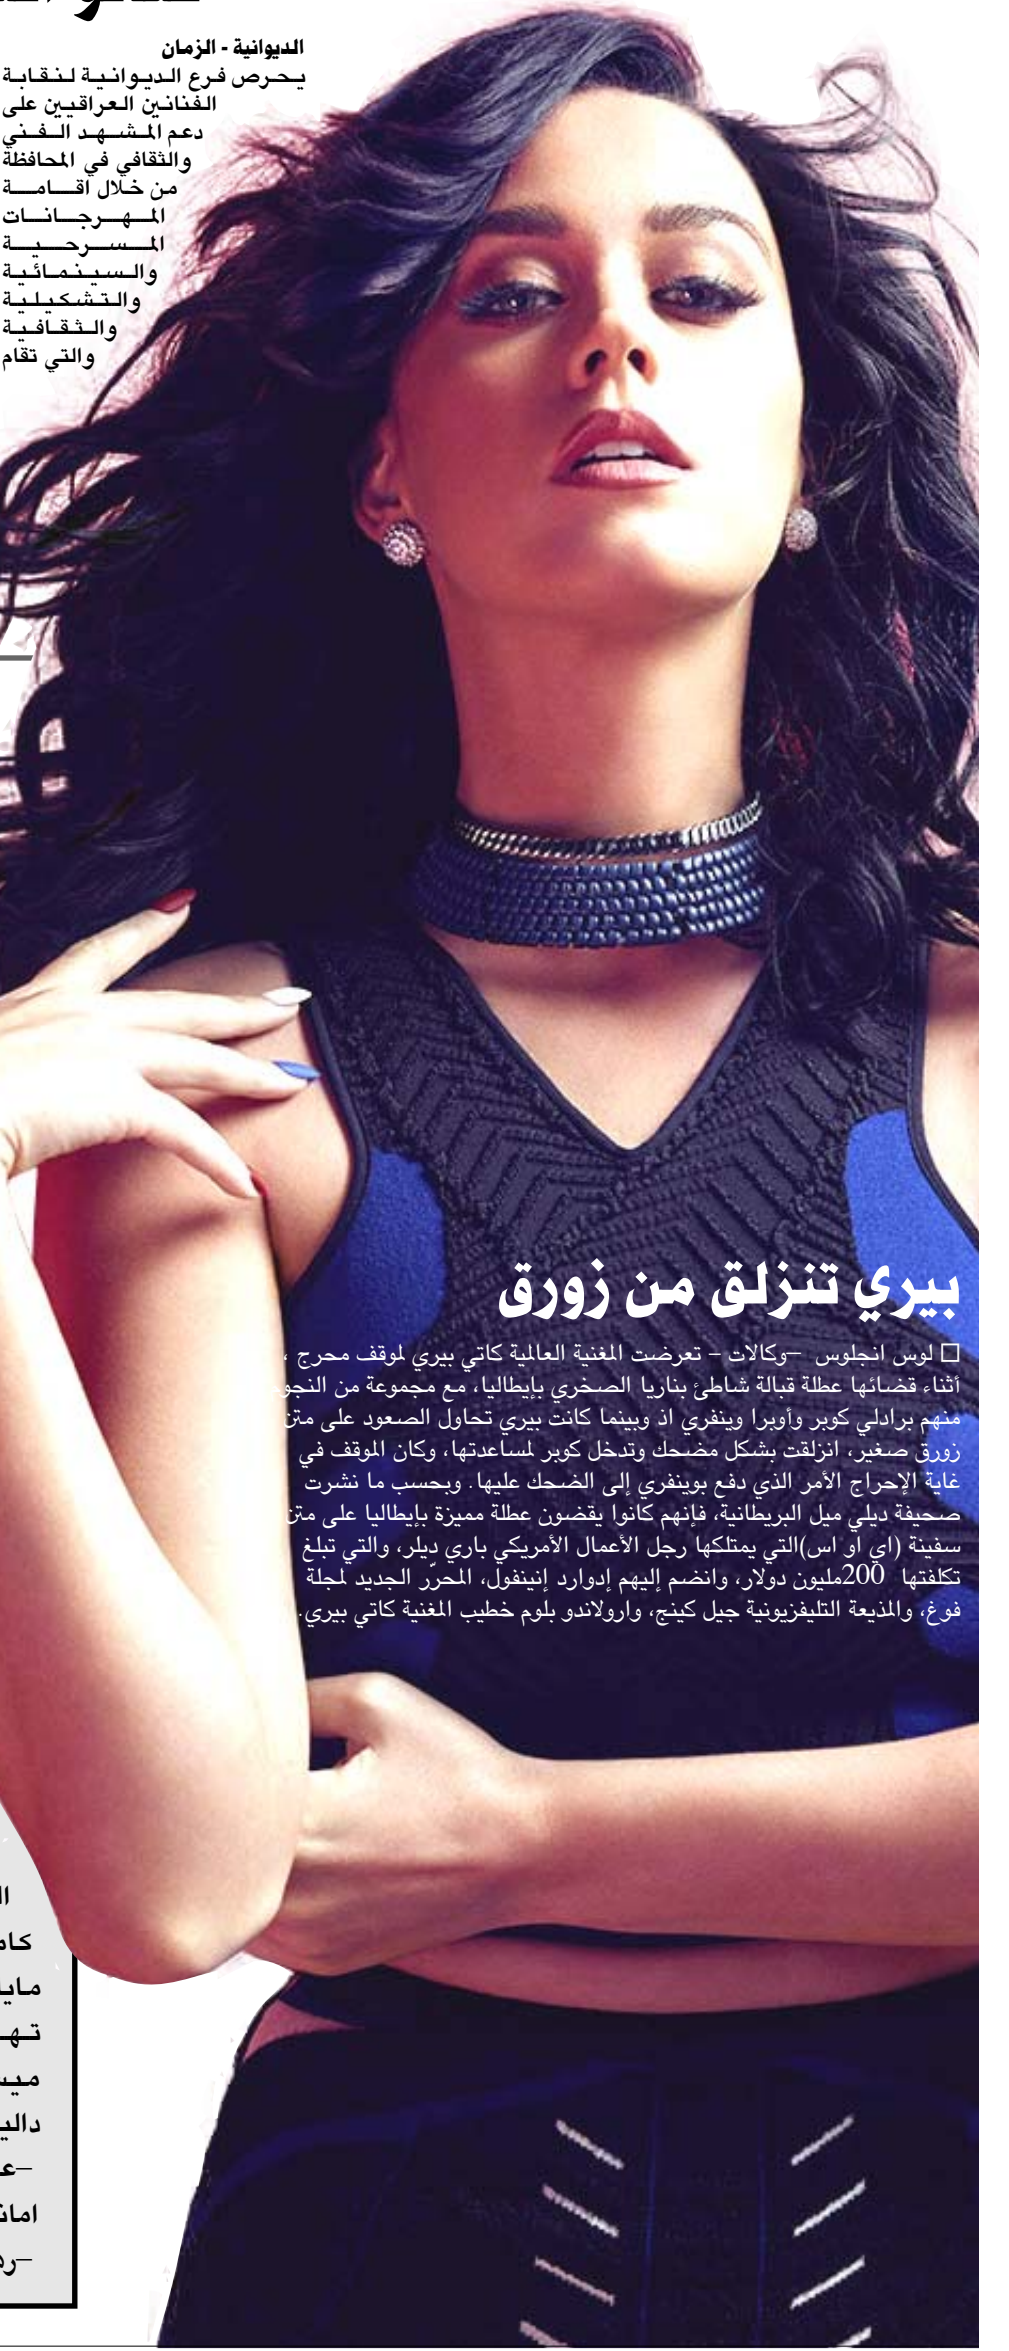 الديوانية - الزمان
يحرص فرع الديوانية لنقابة
الفنانين العراقيين على
دعم المشهد الفني
والثقافي في المحافظة
من خلال اقامة
المهرجانات
المسرحية
والسينمائية
والتشكيلية
والثقافية
والتي تقام
بيري تنزلق من زورق
□ لوس انجلوس –وكالات – تعرضت المغنية العالمية كاتي بيري لموقف محرج ،
أثناء قضائها عطلة قبالة شاطئ بناريا الصخري بإيطاليا، مع مجموعة من النجو
منهم برادلي كوبر وأوبرا وينفري اذ وبينما كانت بيري تحاول الصعود على متن
زورق صغير، انزلقت بشكل مضحك وتدخل كوبر لمساعدتها، وكان الموقف في
غاية الإحراج الأمر الذي دفع بوينفري إلى الضحك عليها. وبحسب ما نشرت
صحيفة ديلي ميل البريطانية، فإنهم كانوا يقضون عطلة مميزة بإيطاليا على متن
سفينة (اي او اس)التي يمتلكها رجل الأعمال الأمريكي باري ديلر، والتي تبلغ
تكلفتها 200مليون دولار، وانضم إليهم إدوارد إنينفول، المحرّر الجديد لمجلة
فوغ، والمذيعة التليفزيونية جيل كينج، وارولاندو بلوم خطيب المغنية كاتي بيري.